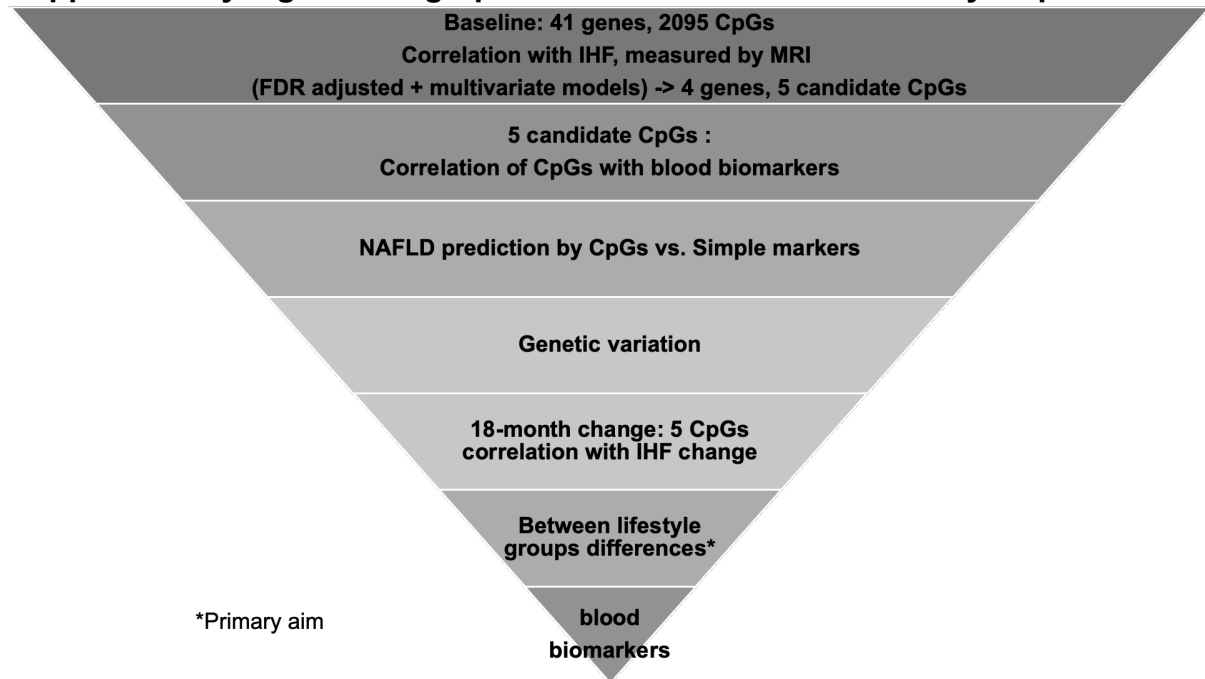 Baseline: 41 genes, 2095 CpGs
Correlation with IHF, measured by MRI
(FDR adjusted + multivariate models) -> 4 genes, 5 candidate CpGs
5 candidate CpGs :
Correlation of CpGs with blood biomarkers
NAFLD prediction by CpGs vs. Simple markers
Genetic variation
18-month change: 5 CpGs
correlation with IHF change
Between lifestyle
groups differences*
*Primary aim
blood
biomarkers